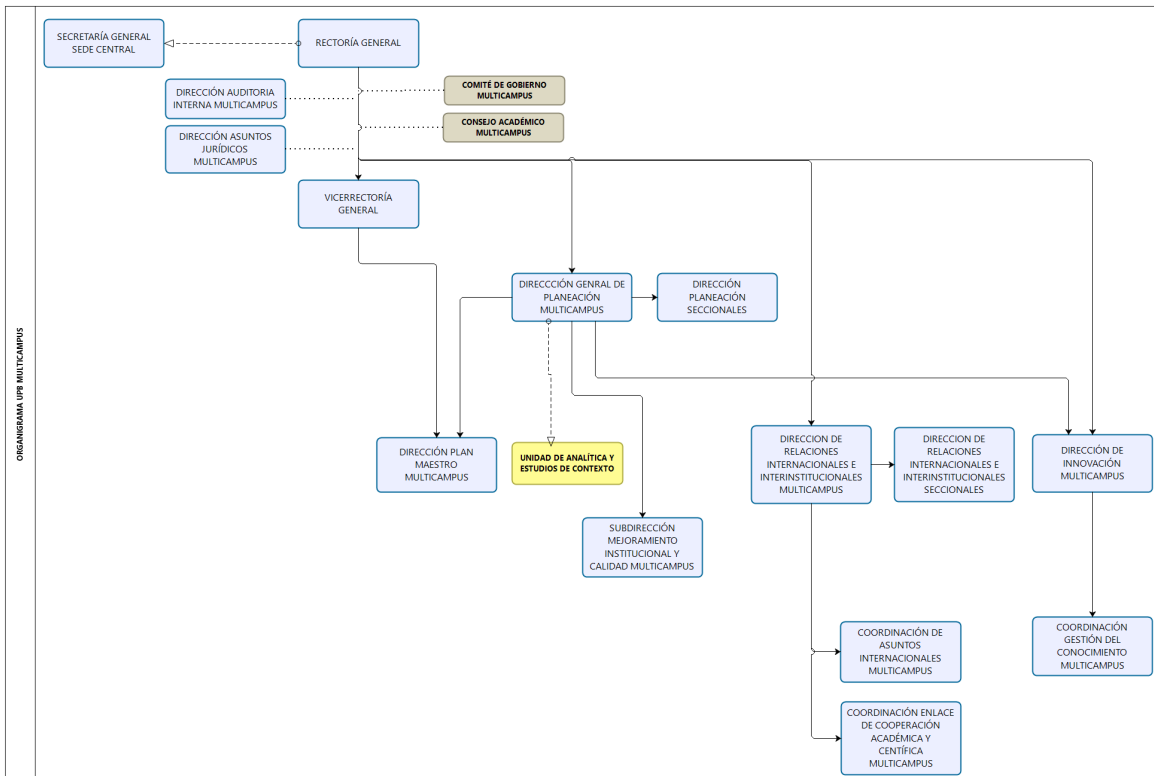 ORGANIGRAMA UPB MULTICAMPUS
SECRETARÍA GENERAL
SEDE CENTRAL
RECTORÍA GENERAL
DIRECCIÓN AUDITORIA
INTERNA MULTICAMPUS
COMITÉ DE GOBIERNO
MULTICAMPUS
CONSEJO ACADÉMICO
MULTICAMPUS
DIRECCIÓN ASUNTOS
JURÍDICOS
MULTICAMPUS
VICERRECTORÍA
GENERAL
DIRECCCIÓN GENRAL DE
PLANEACIÓN
MULTICAMPUS
DIRECCIÓN
PLANEACIÓN
SECCIONALES
DIRECCIÓN PLAN
MAESTRO
MULTICAMPUS
UNIDAD DE ANALÍTICA Y
ESTUDIOS DE CONTEXTO
DIRECCION DE
RELACIONES
INTERNACIONALES E
INTERINSTITUCIONALES
MULTICAMPUS
DIRECCION DE
RELACIONES
INTERNACIONALES E
INTERINSTITUCIONALES
SECCIONALES
DIRECCIÓN DE
INNOVACIÓN
MULTICAMPUS
SUBDIRECCIÓN
MEJORAMIENTO
INSTITUCIONAL Y
CALIDAD MULTICAMPUS
COORDINACIÓN DE
ASUNTOS
INTERNACIONALES
MULTICAMPUS
COORDINACIÓN
GESTIÓN DEL
CONOCIMIENTO
MULTICAMPUS
COORDINACIÓN ENLACE
DE COOPERACIÓN
ACADÉMICA Y
CENTÍFICA
MULTICAMPUS